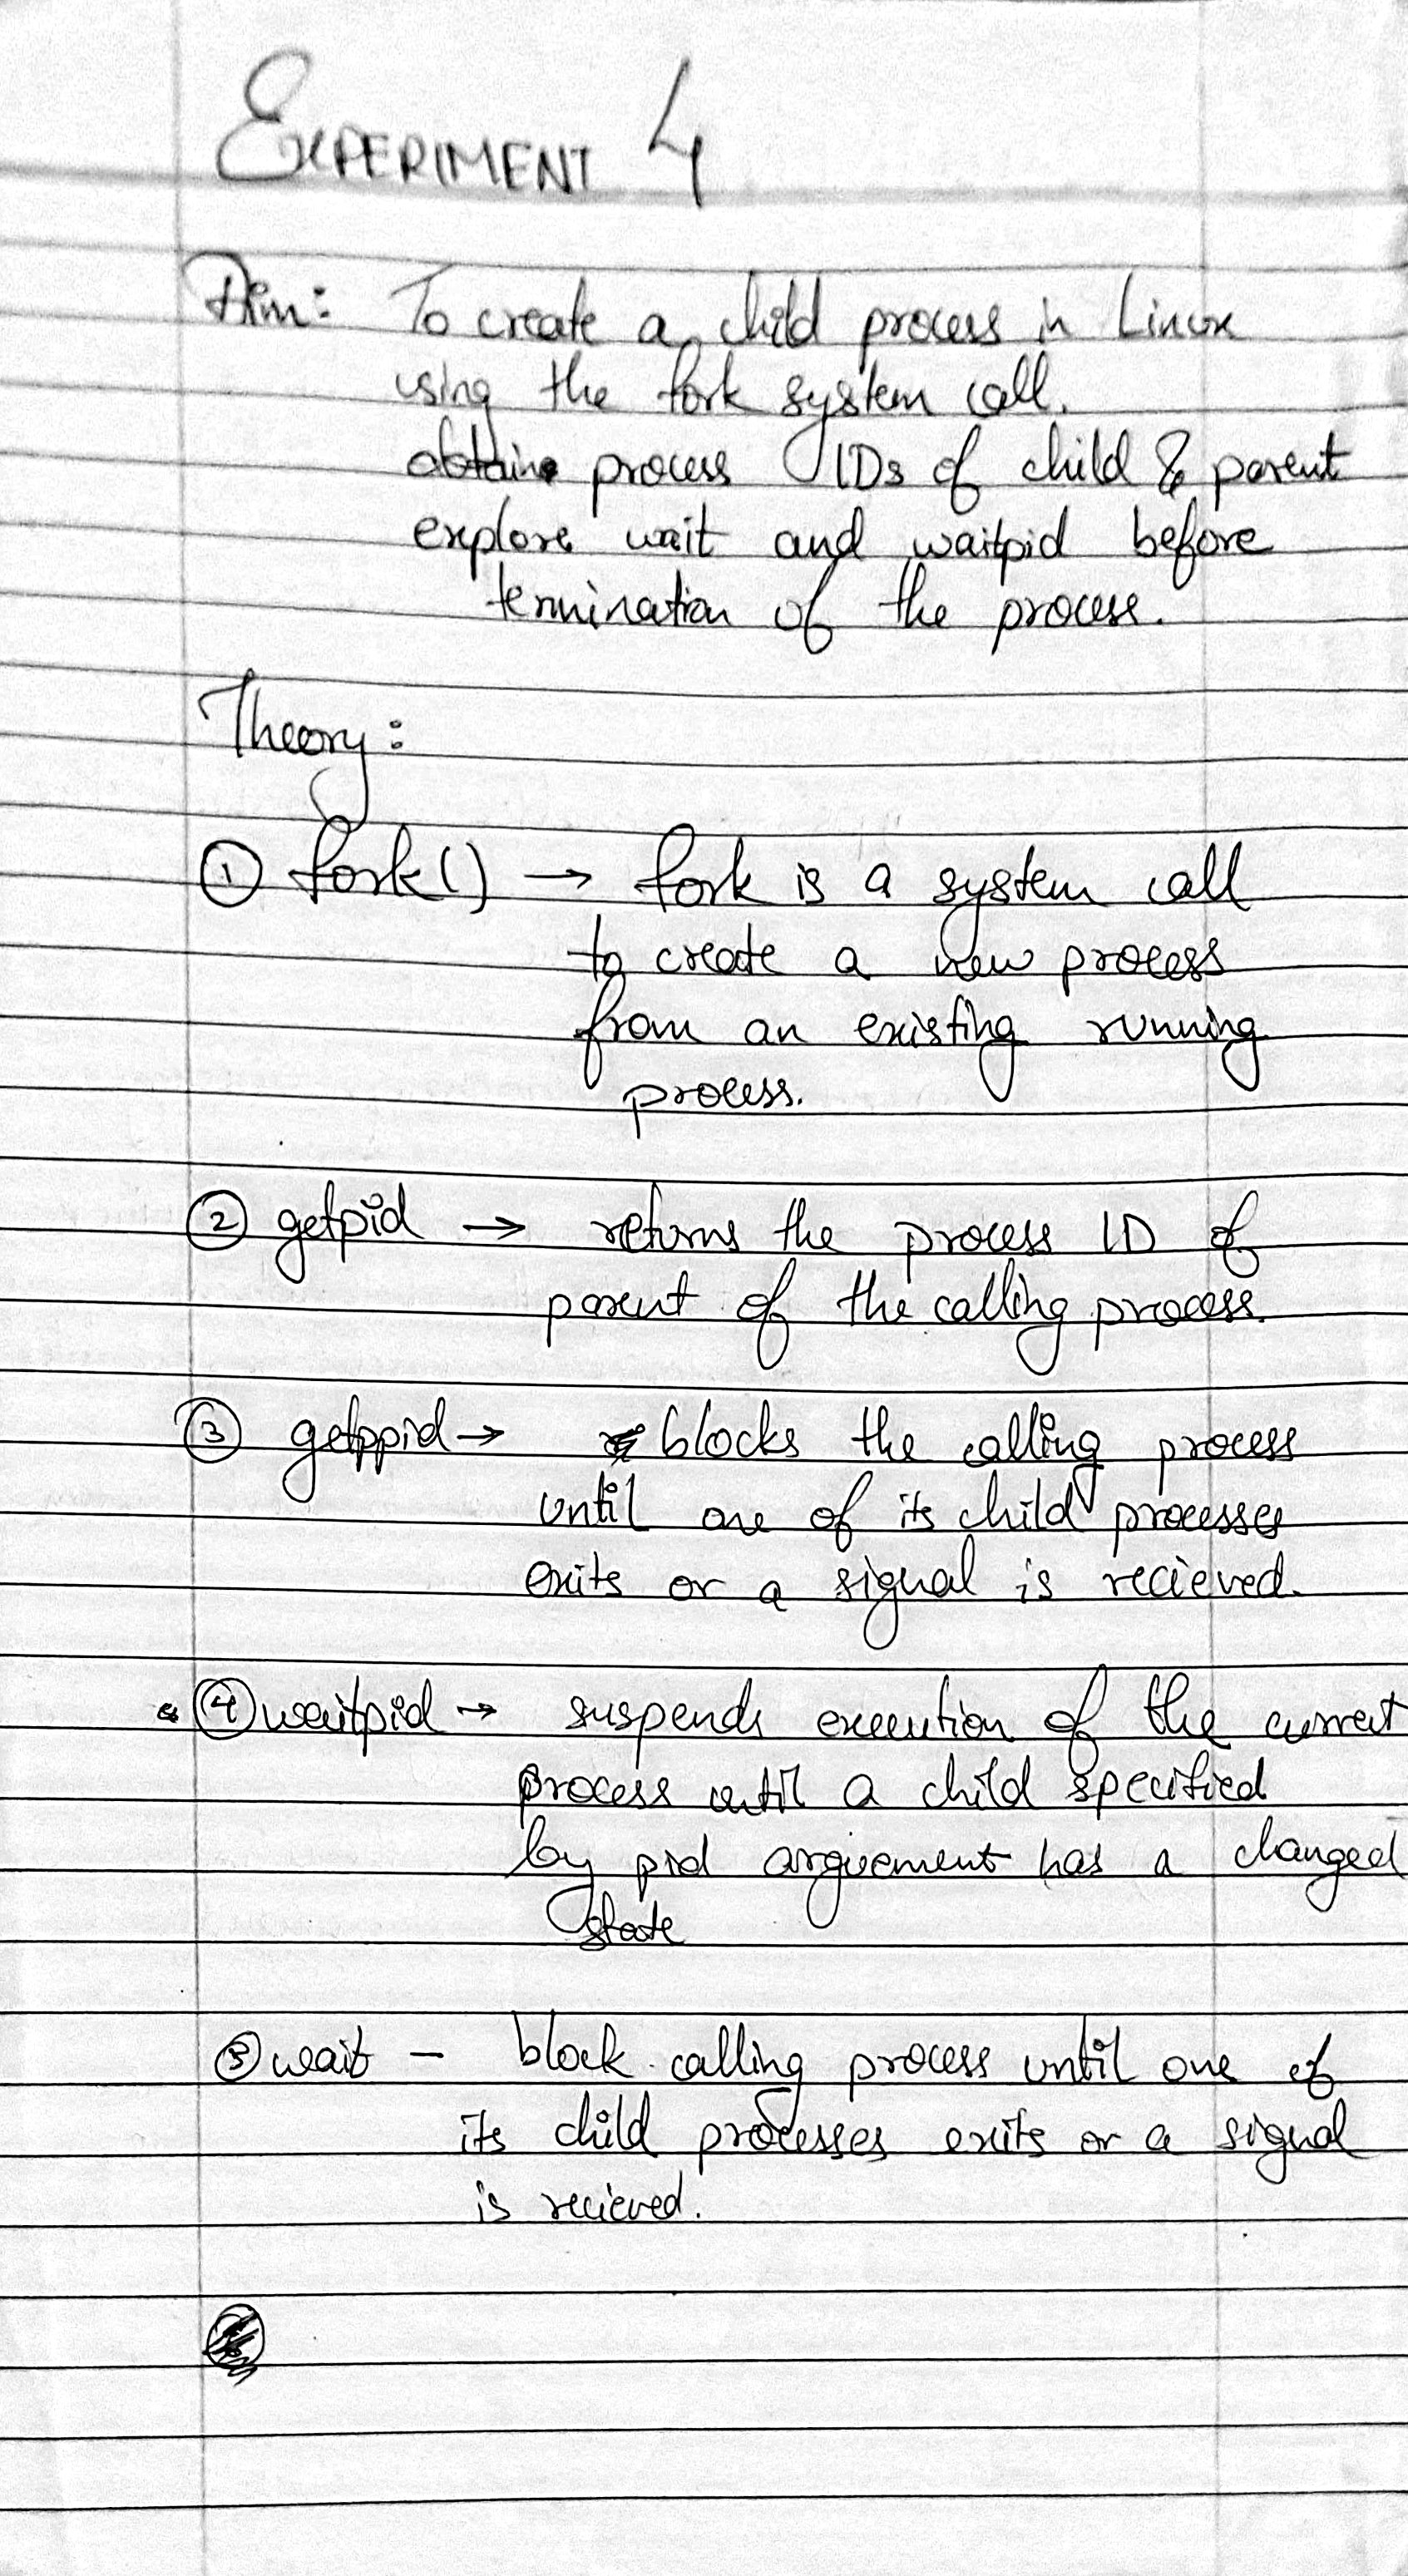 EXPERIMENT 4
Aim: To create a child process in Linux
using the fork system call.
obtain process IDs of child & parent
explore wait and waitpid before
termination of the process.
Theory:
① fork() → fork is a system call
to create a new process
from an existing running
process.
② getpid → returns the process ID of
parent of the calling process.
③ getppid → blocks the calling process
until one of its child processes
exits or a signal is recieved.
④ waitpid → suspends execution of the current
process until a child specified
by pid arguement has a changed
state
⑤ wait - block calling process until one of
its child processes exits or a signal
is recieved.